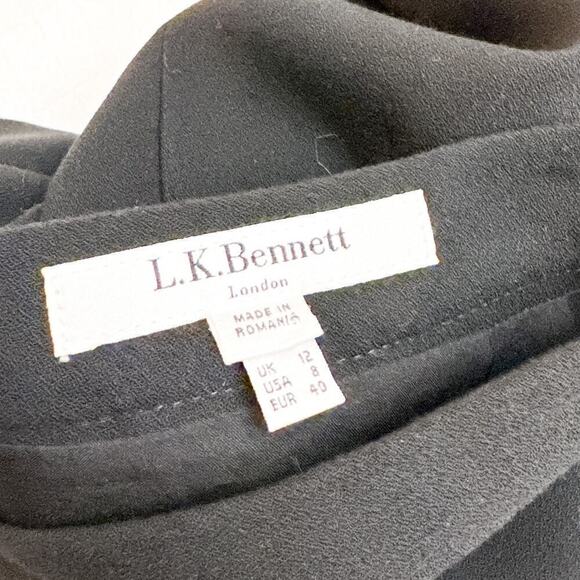 L.K.Bennett
London
MADE IN
ROMANIA
UK 12
USA 8
EUR 40